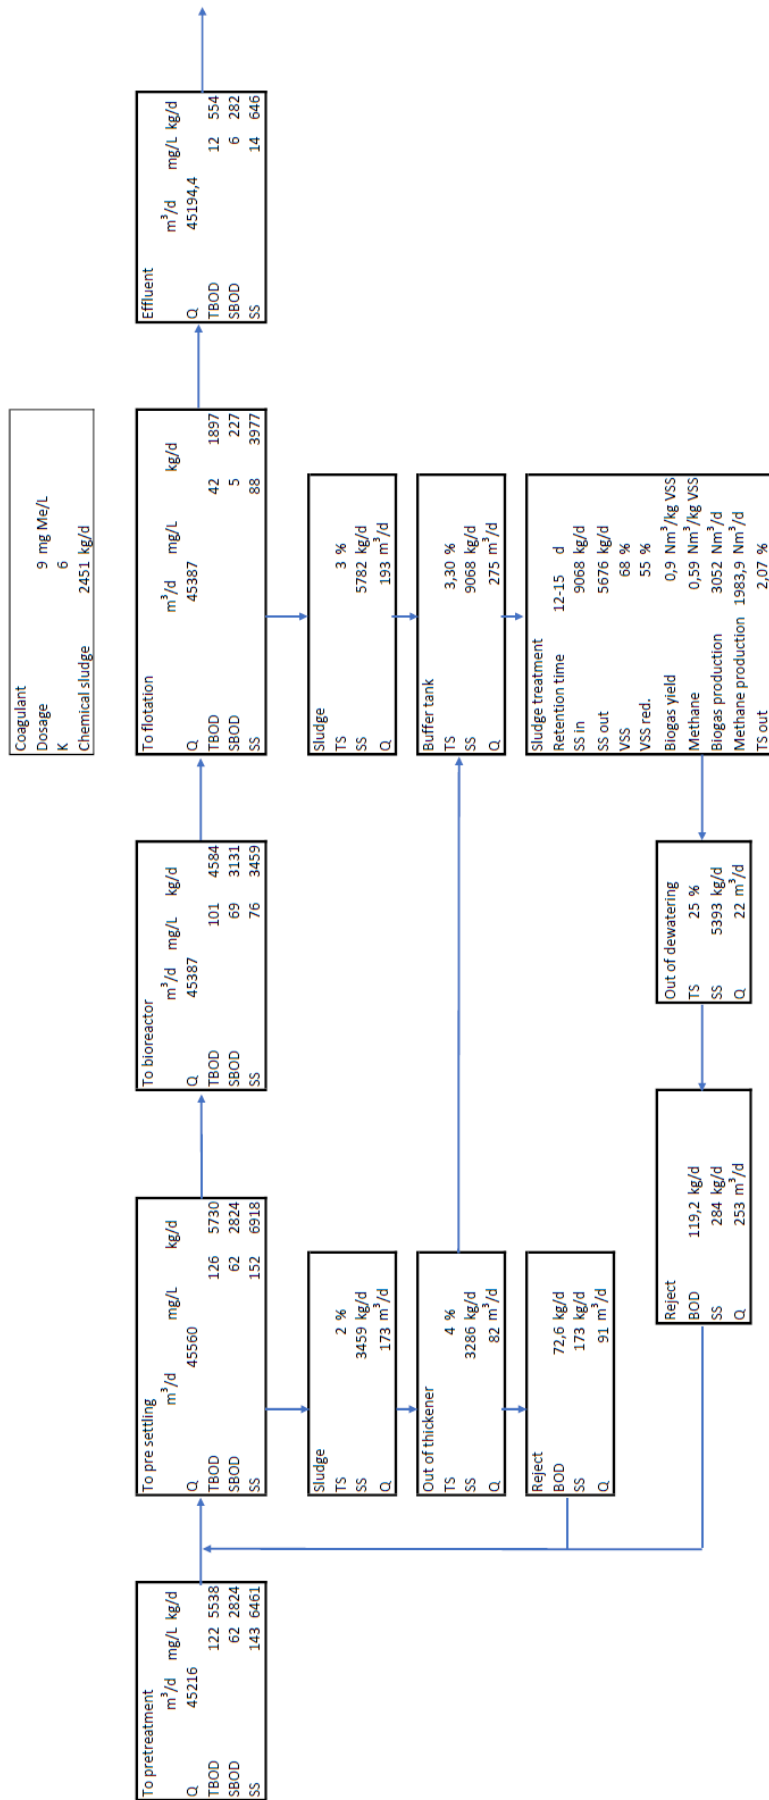 Coagulant
Dosage 9 mg Me/L
K 6
Chemical sludge 2451 kg/d
To pretreatment
m³/d mg/L kg/d
Q 45216
TBOD 122 5538
SBOD 62 2824
SS 143 6461
To pre settling
m³/d mg/L kg/d
Q 45560
TBOD 126 5730
SBOD 62 2824
SS 152 6918
To bioreactor
m³/d mg/L kg/d
Q 45387
TBOD 101 4584
SBOD 69 3131
SS 76 3459
To flotation
m³/d mg/L kg/d
Q 45387
TBOD 42 1897
SBOD 5 227
SS 88 3977
Effluent
m³/d mg/L kg/d
Q 45194,4
TBOD 12 554
SBOD 6 282
SS 14 646
Sludge
TS 2 %
SS 3459 kg/d
Q 173 m³/d
Sludge
TS 3 %
SS 5782 kg/d
Q 193 m³/d
Out of thickener
TS 4 %
SS 3286 kg/d
Q 82 m³/d
Buffer tank
TS 3,30 %
SS 9068 kg/d
Q 275 m³/d
Reject
BOD 72,6 kg/d
SS 173 kg/d
Q 91 m³/d
Sludge treatment
Retention time 12-15 d
SS in 9068 kg/d
SS out 5676 kg/d
VSS 68 %
VSS red. 55 %
Biogas yield 0,9 Nm³/kg VSS
Methane 0,59 Nm³/kg VSS
Biogas production 3052 Nm³/d
Methane production 1983,9 Nm³/d
TS out 2,07 %
Reject
BOD 119,2 kg/d
SS 284 kg/d
Q 253 m³/d
Out of dewatering
TS 25 %
SS 5393 kg/d
Q 22 m³/d